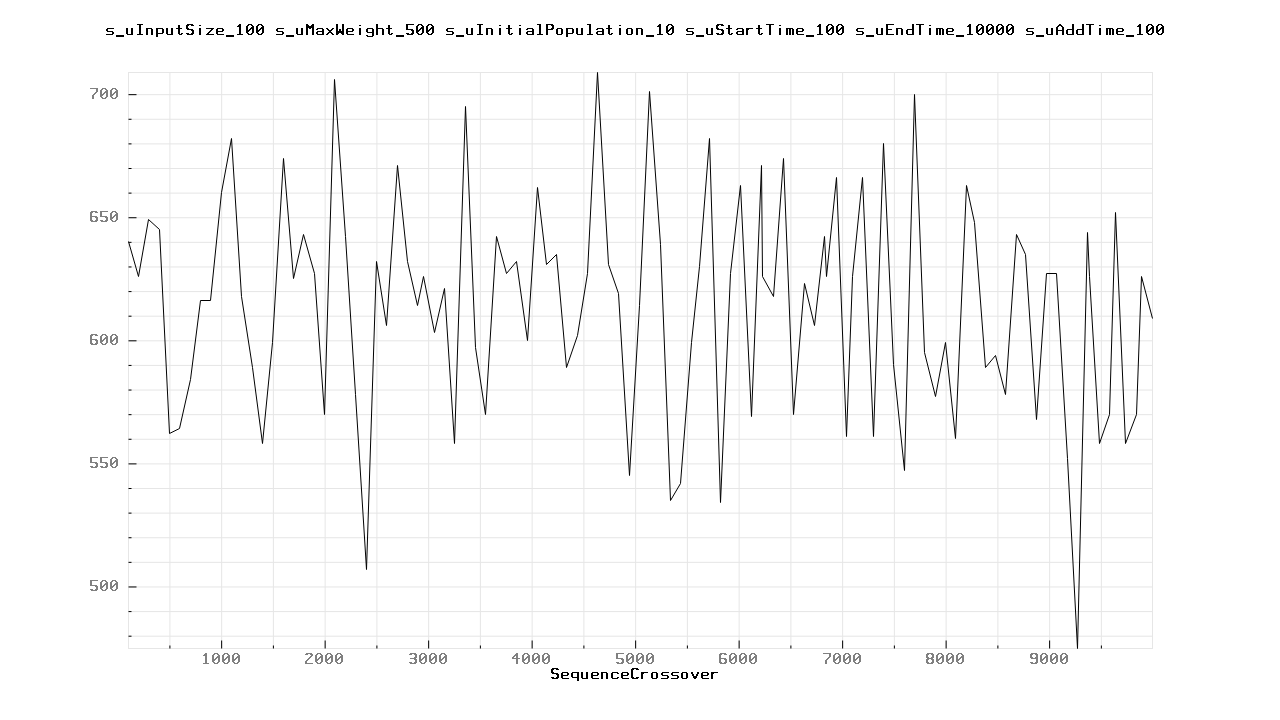 s_uInputSize_100 s_uMaxWeight_500 s_uInitialPopulation_10 s_uStartTime_100 s_uEndTime_10000 s_uAddTime_100
700
650
600
550
500
1000 2000 3000 4000 5000 6000 7000 8000 9000
SequenceCrossover